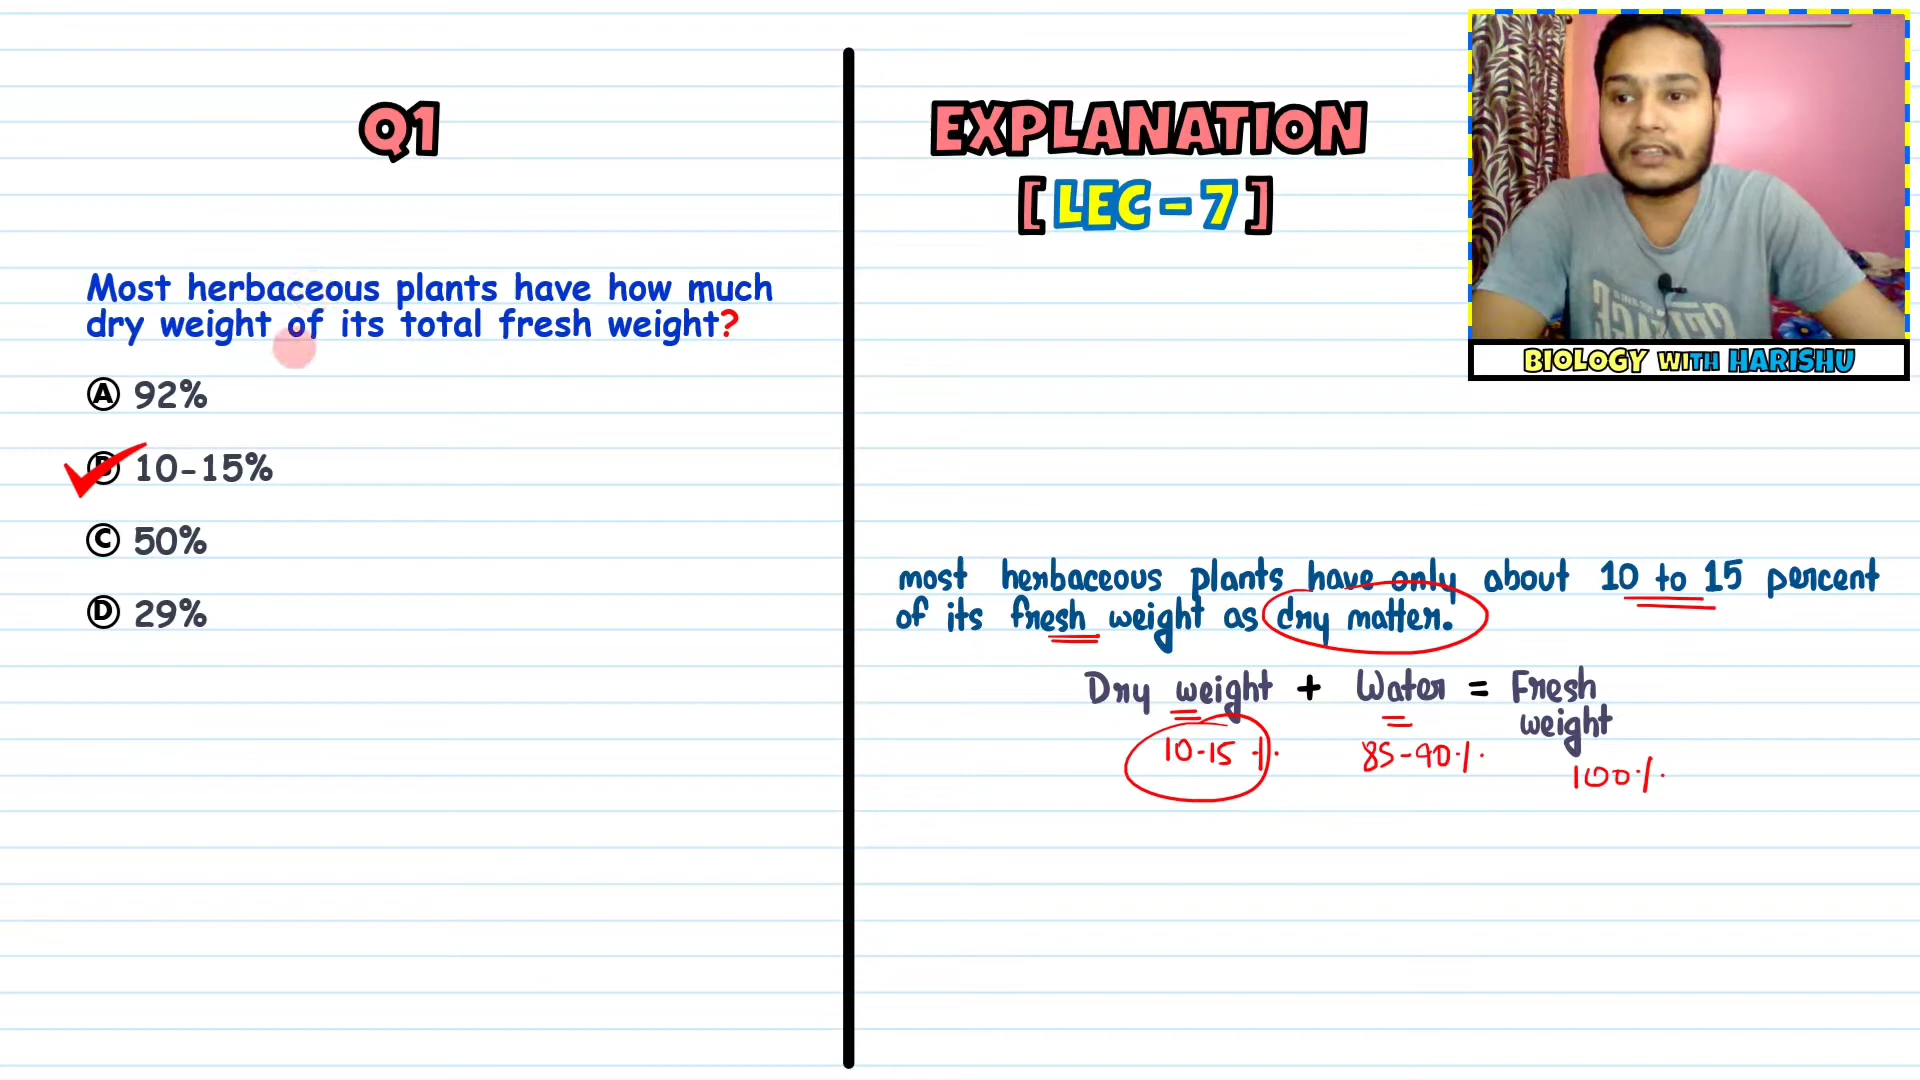 Q1
Most herbaceous plants have how much
dry weight of its total fresh weight?
A 92%
B 10-15%
C 50%
D 29%
EXPLANATION
[ LEC - 7 ]
most herbaceous plants have only about 10 to 15 percent
of its fresh weight as dry matter.
Dry weight + Water = Fresh
weight
10-15 %
85-90%
100%
BIOLOGY WITH HARISHU